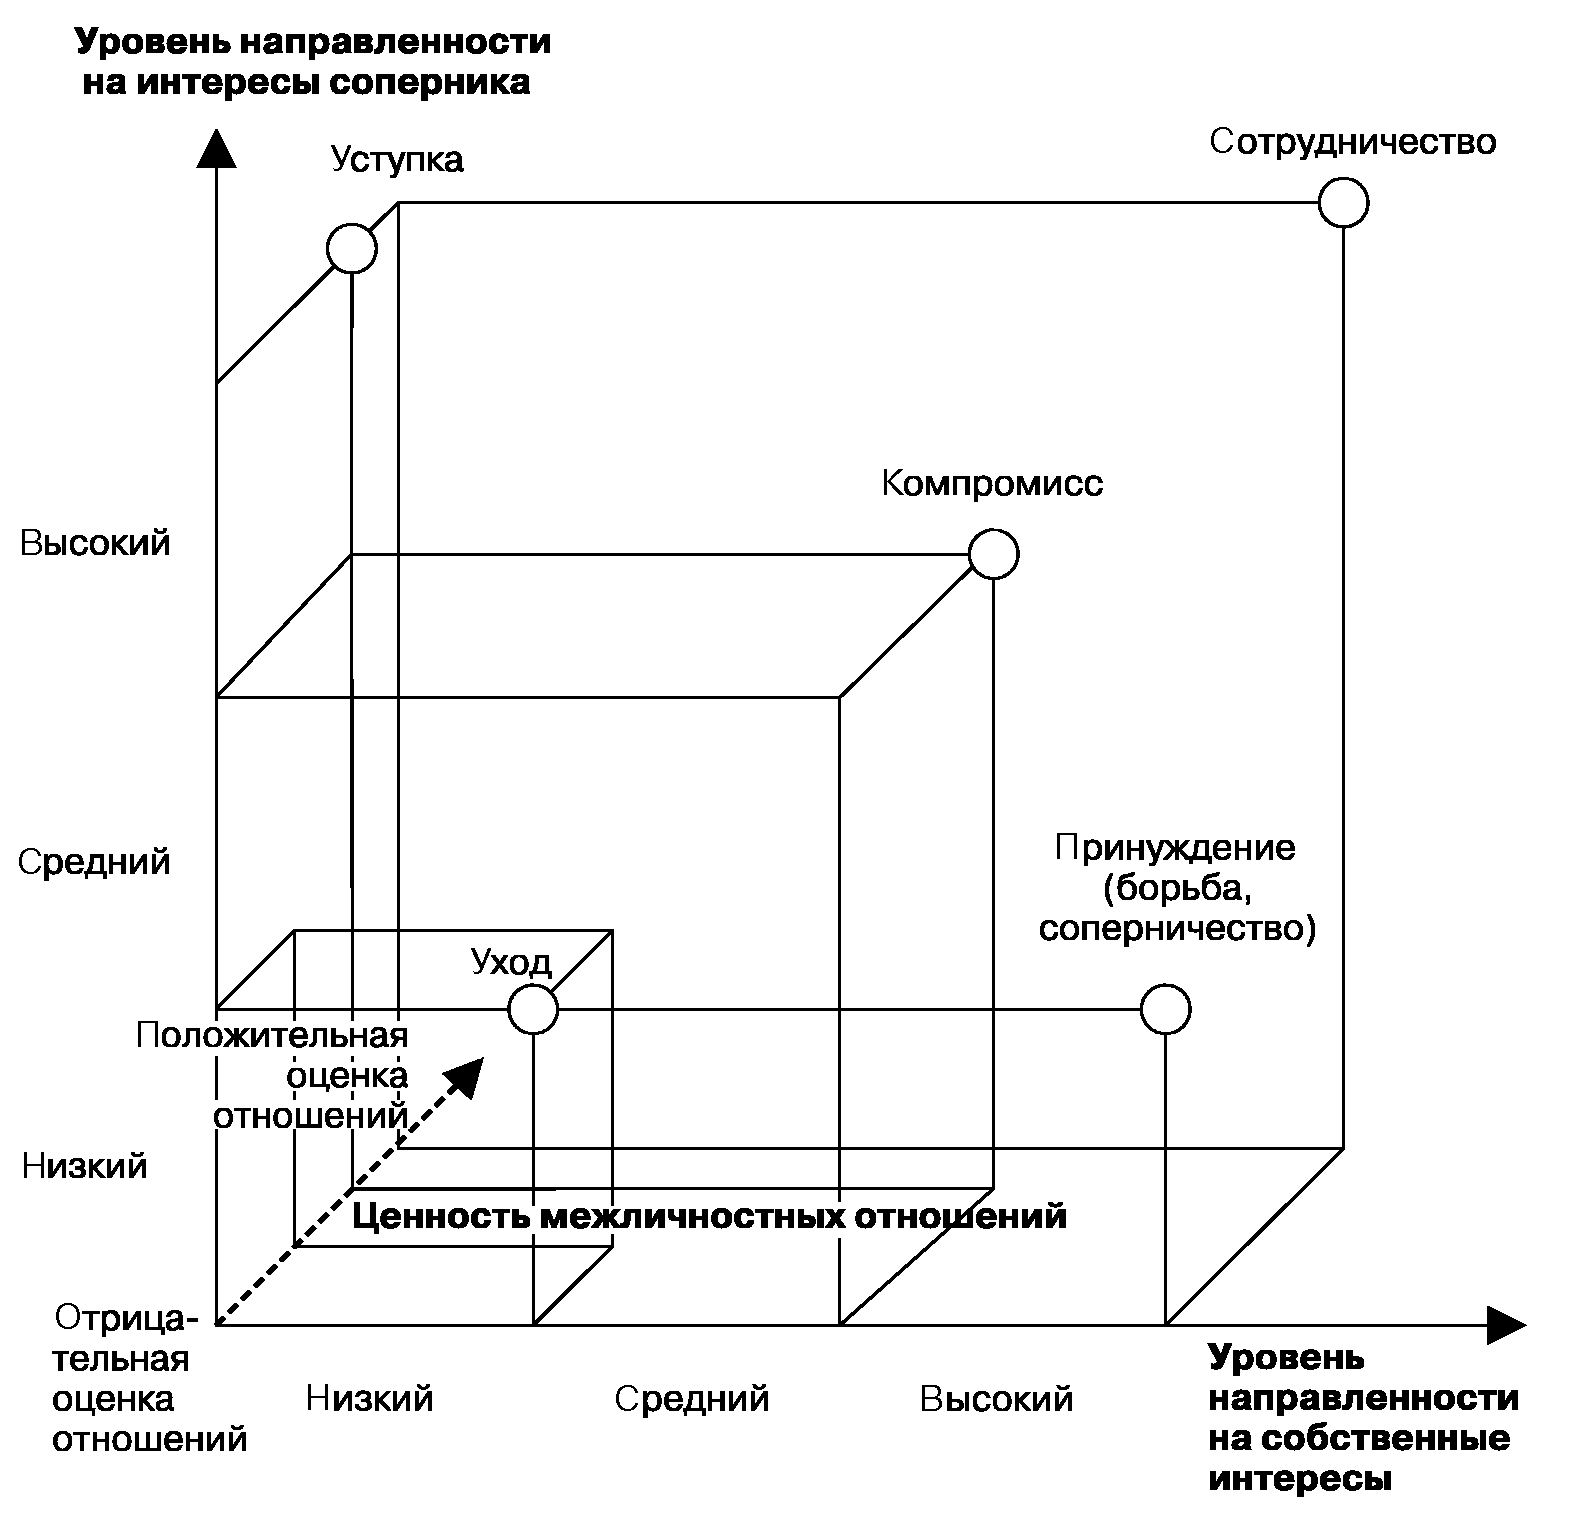 Уровень направленности
на интересы соперника
Уступка
Сотрудничество
Компромисс
Высокий
Средний
Принуждение
(борьба,
соперничество)
Уход
Положительная
оценка
отношений
Низкий
Ценность межличностных отношений
Отрица-
тельная
оценка
отношений
Низкий
Средний
Высокий
Уровень
направленности
на собственные
интересы